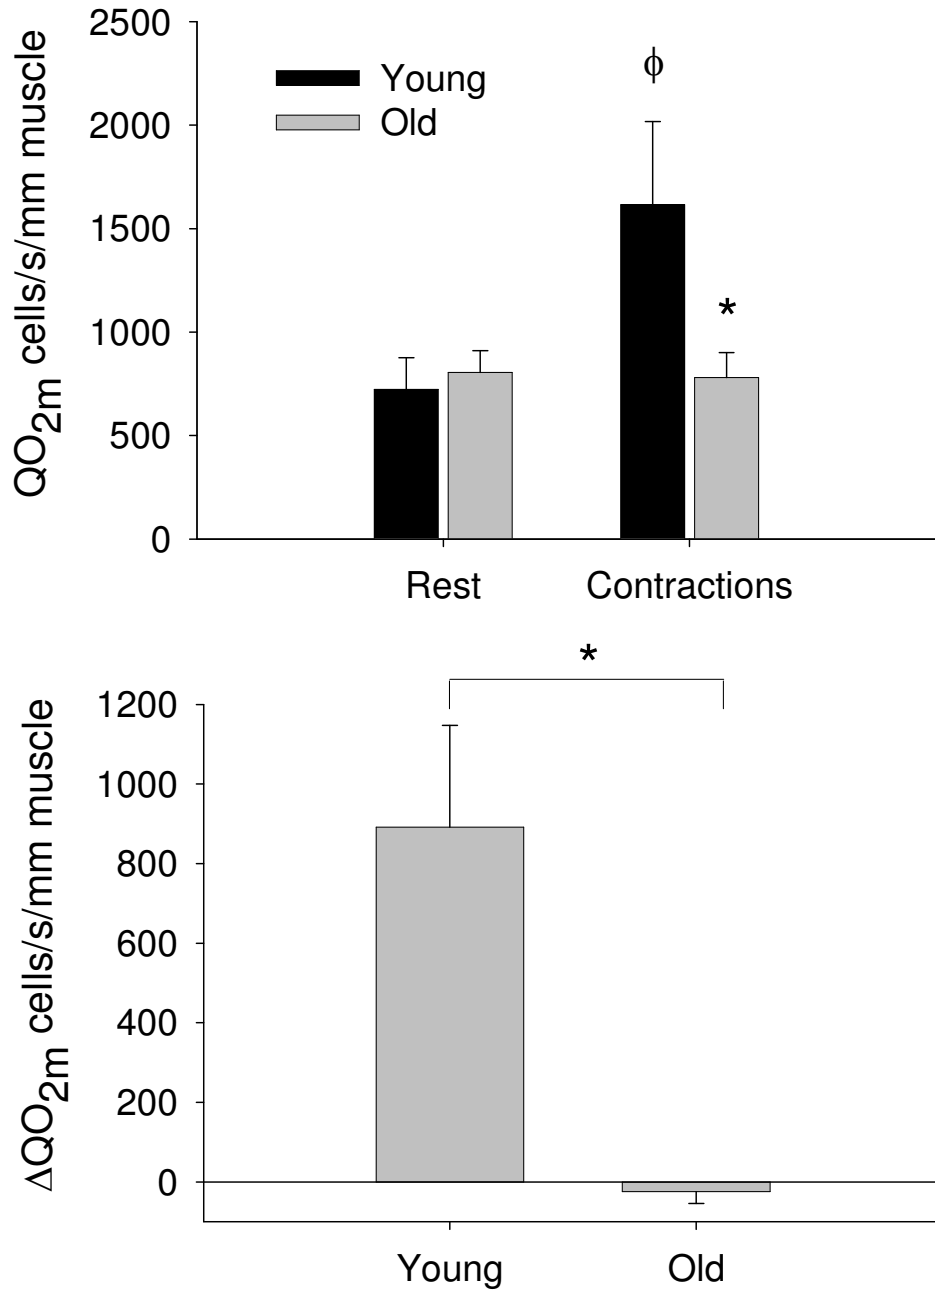 QO2m cells/s/mm muscle
2500
2000
1500
1000
500
0
Young
Old
ϕ
*
Rest
Contractions
ΔQO2m cells/s/mm muscle
*
1200
1000
800
600
400
200
0
Young
Old